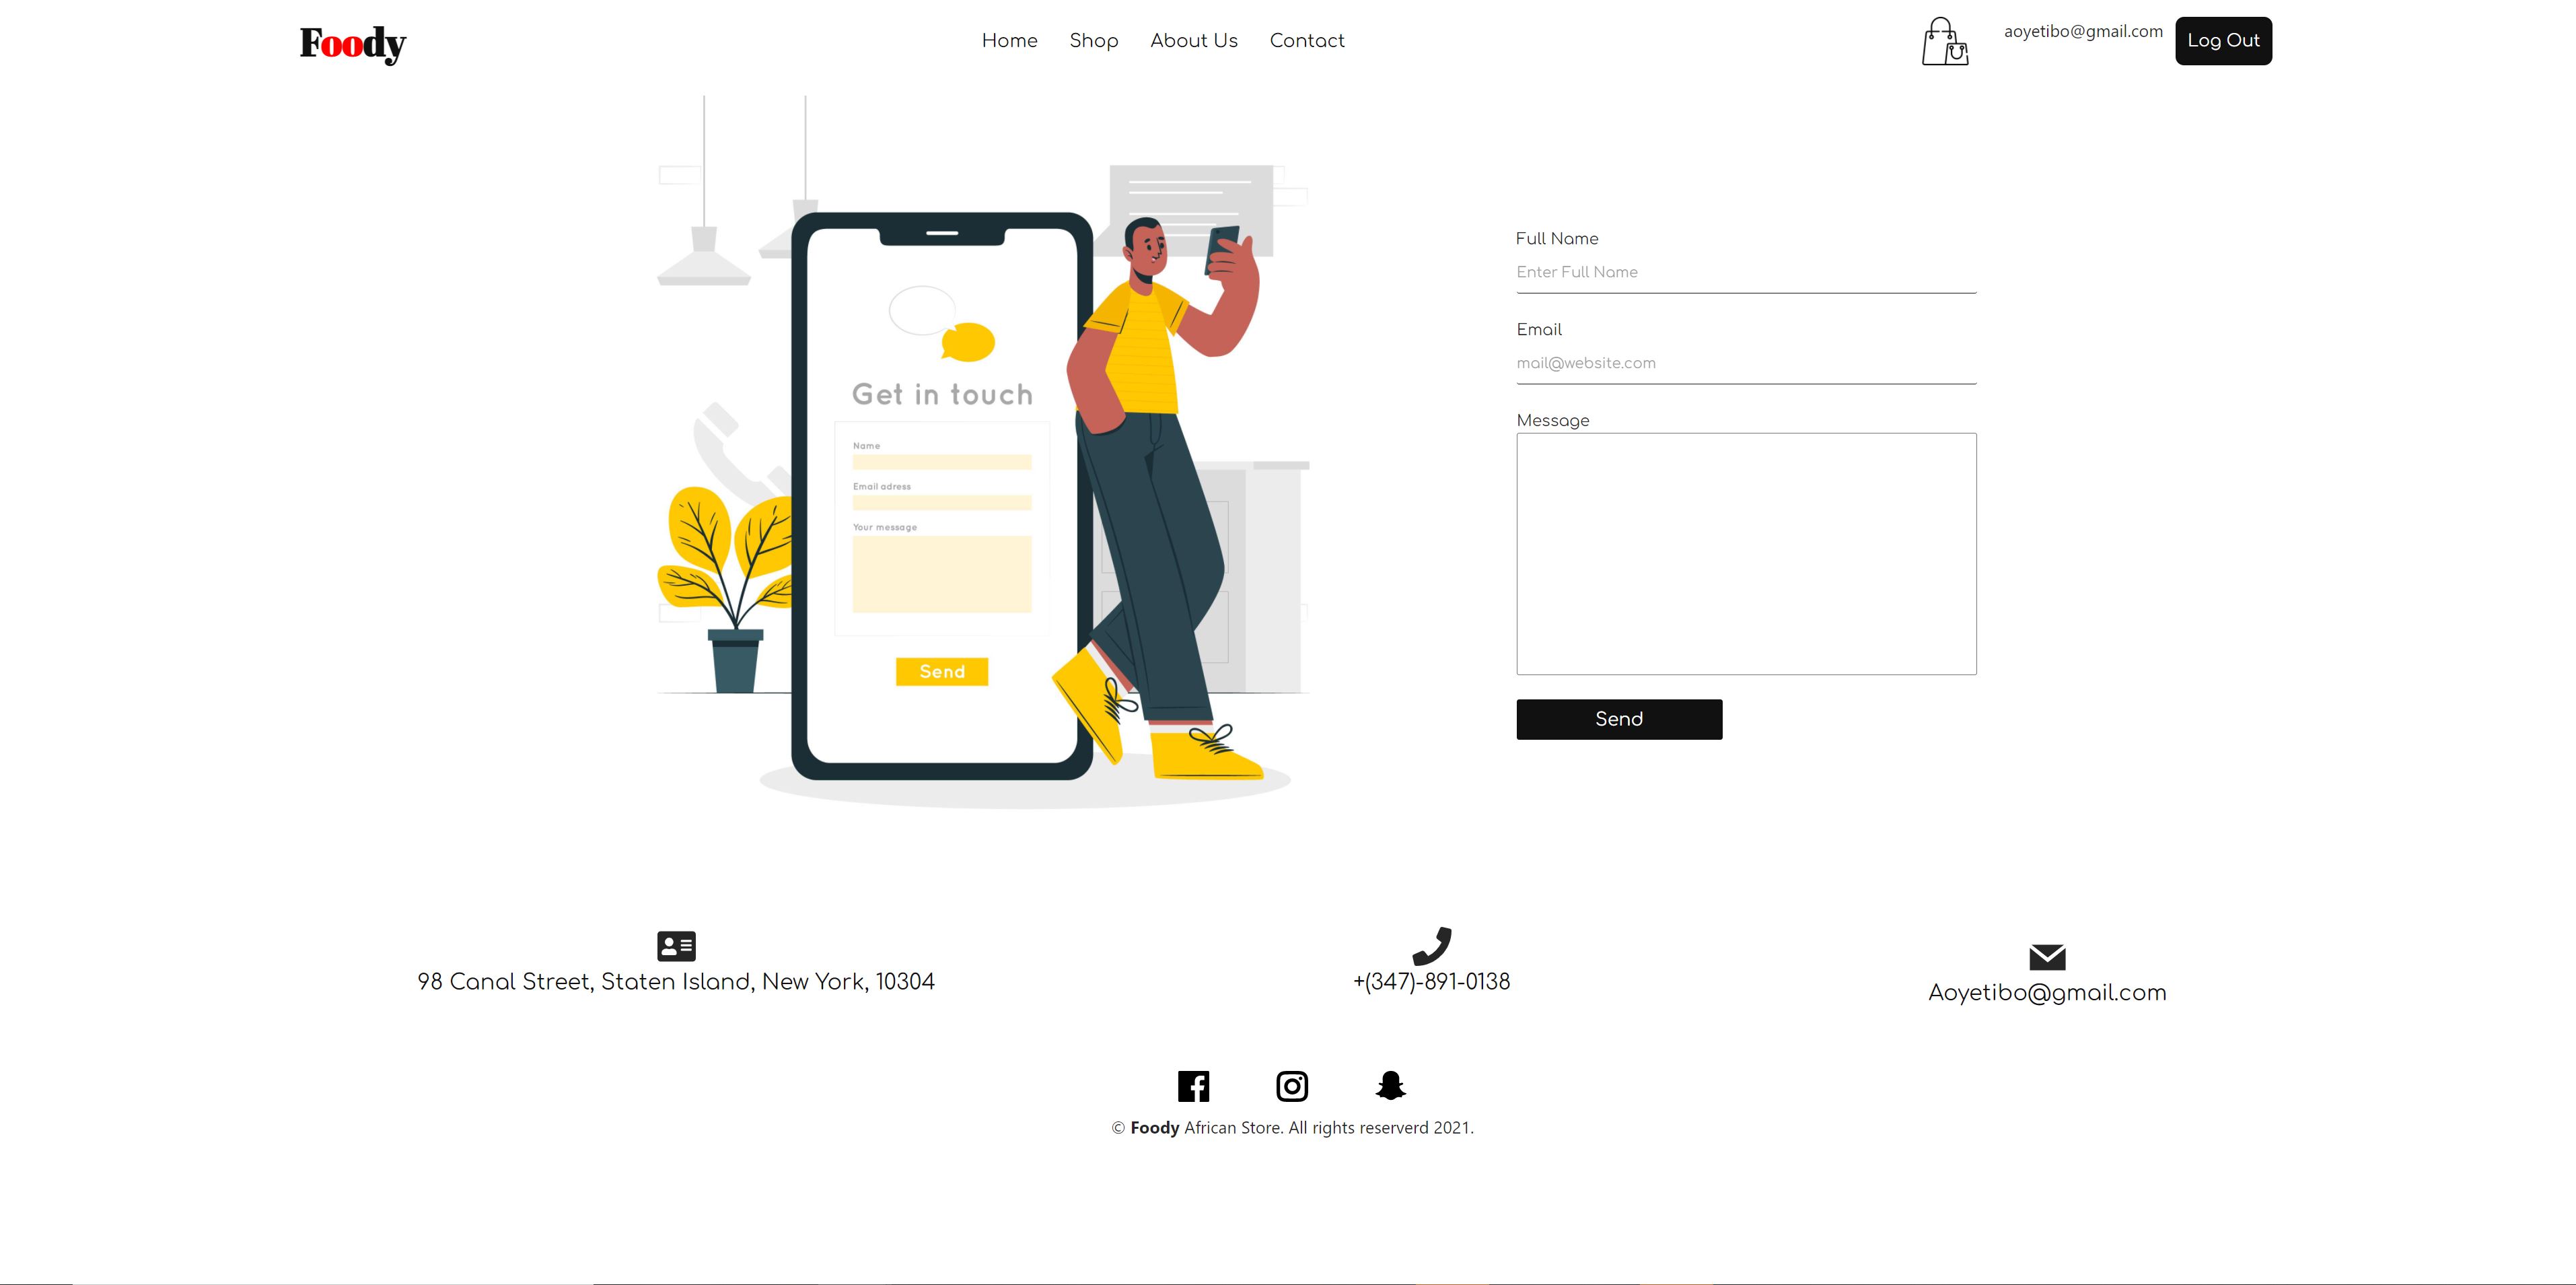 Foody
Home Shop About Us Contact
aoyetibo@gmail.com
Log Out
Get in touch
Name
Email adress
Your message
Send
Full Name
Enter Full Name
Email
mail@website.com
Message
Send
98 Canal Street, Staten Island, New York, 10304
+(347)-891-0138
Aoyetibo@gmail.com
© Foody African Store. All rights reserverd 2021.